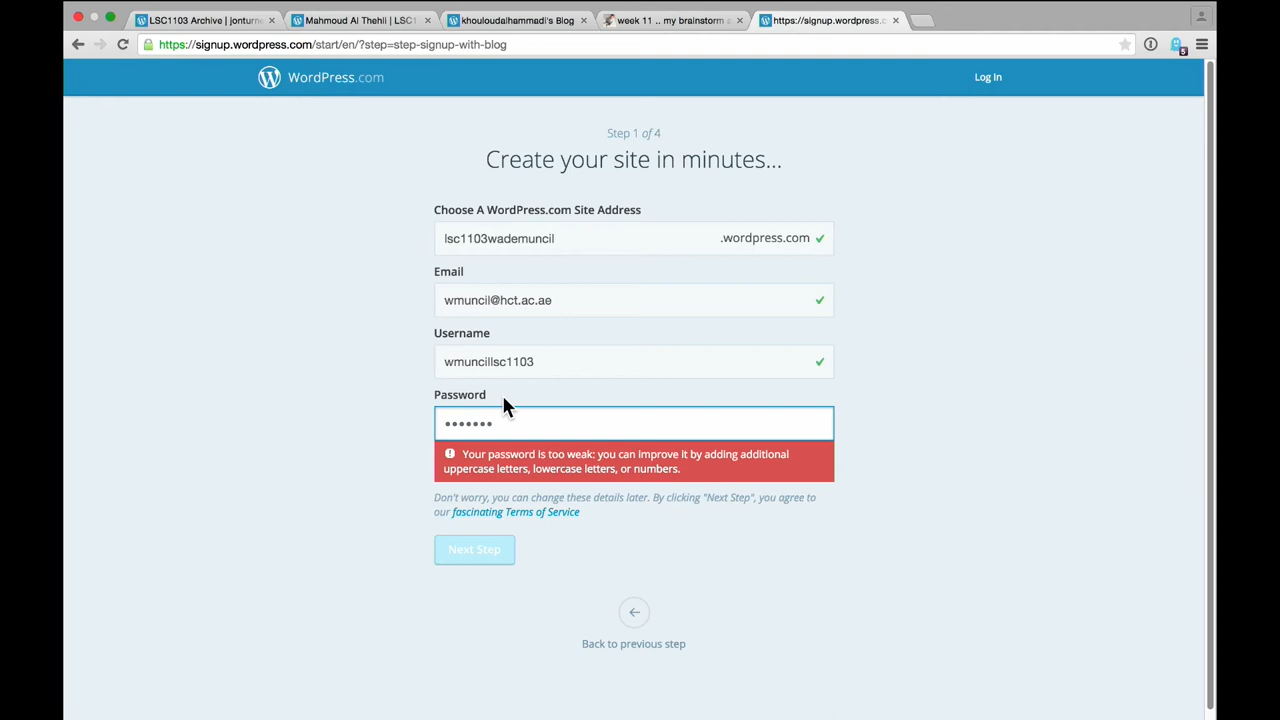 LSC1103 Archive | jonturne
Mahmoud Al Thehli | LSC1
khouloudalhammadi's Blog
week 11 .. my brainstorm
https://signup.wordpress.c
https://signup.wordpress.com/start/en/?step=step-signup-with-blog
5
WordPress.com
Log In
Step 1 of 4
Create your site in minutes...
Choose A WordPress.com Site Address
lsc1103wademuncil .wordpress.com
Email
wmuncil@hct.ac.ae
Username
wmuncillsc1103
Password
Your password is too weak: you can improve it by adding additional
uppercase letters, lowercase letters, or numbers.
Don't worry, you can change these details later. By clicking "Next Step", you agree to
our fascinating Terms of Service
Next Step
Back to previous step